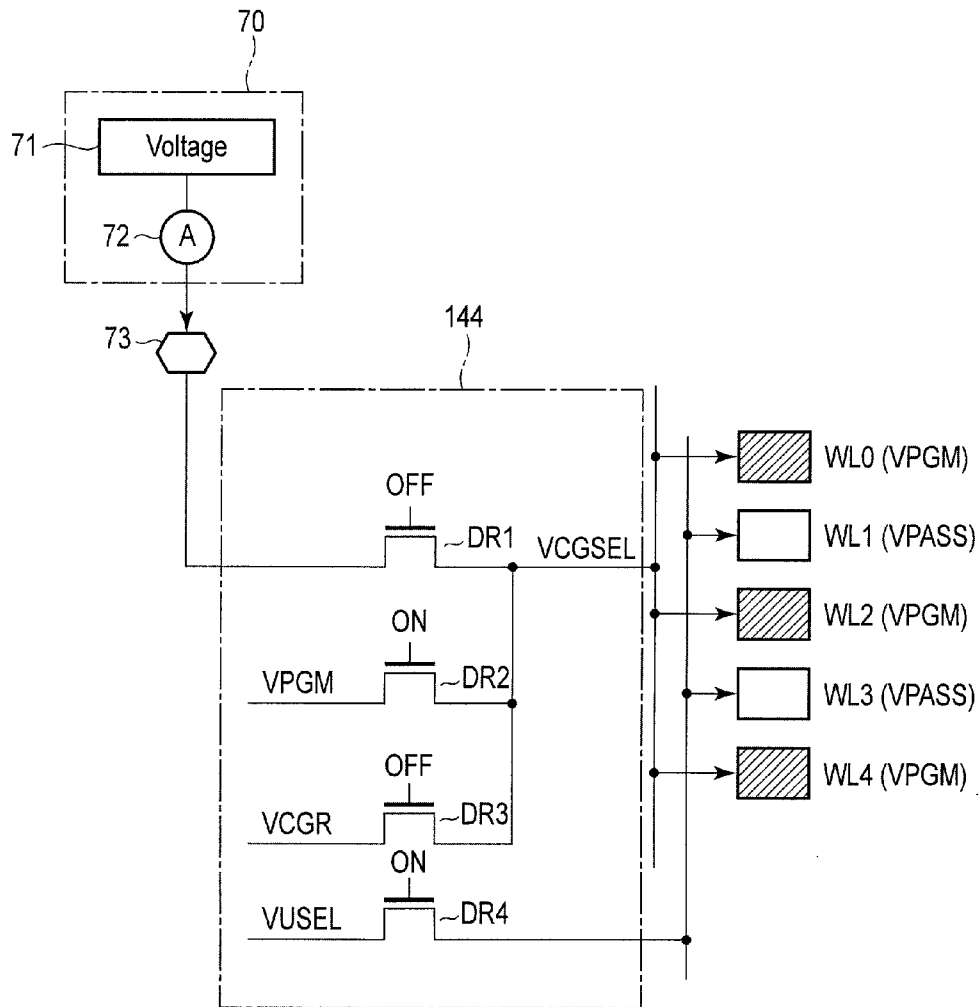 70
71
Voltage
72
A
73
144
OFF
DR1
VCGSEL
WL0 (VPGM)
WL1 (VPASS)
ON
VPGM
DR2
WL2 (VPGM)
WL3 (VPASS)
OFF
VCGR
DR3
WL4 (VPGM)
ON
VUSEL
DR4